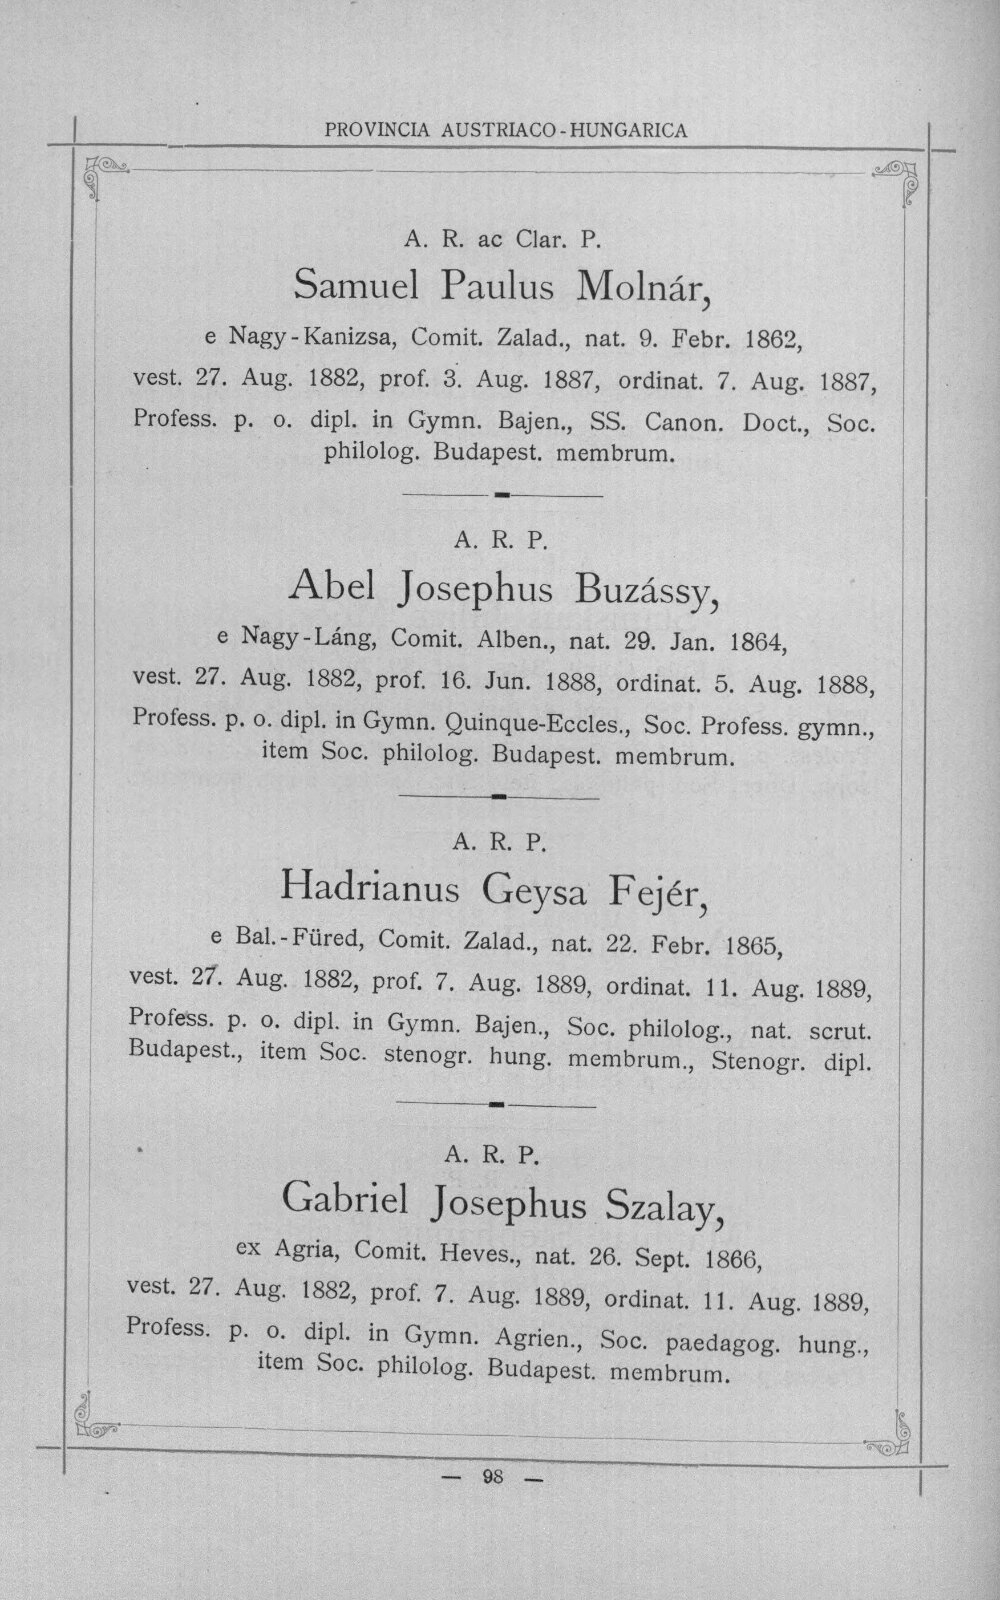 PROVINCIA AUSTRIACO-HUNGARICA
A. R. ac Clar. P.
Samuel Paulus Molnár,
e Nagy-Kanizsa, Comit. Zalad., nat. 9. Febr. 1862,
vest. 27. Aug. 1882, prof. 3. Aug. 1887, ordinat. 7. Aug. 1887,
Profess. p. o. dipl. in Gymn. Bajen., SS. Canon. Doct., Soc.
philolog. Budapest. membrum.
A. R. P.
Abel Josephus Buzássy,
e Nagy-Láng, Comit. Alben., nat. 29. Jan. 1864,
vest. 27. Aug. 1882, prof. 16. Jun. 1888, ordinat. 5. Aug. 1888,
Profess. p. o. dipl. in Gymn. Quinque-Eccles., Soc. Profess. gymn.,
item Soc. philolog. Budapest. membrum.
A. R. P.
Hadrianus Geysa Fejér,
e Bal.-Füred, Comit. Zalad., nat. 22. Febr. 1865,
vest. 27. Aug. 1882, prof. 7. Aug. 1889, ordinat. 11. Aug. 1889,
Profess. p. o. dipl. in Gymn. Bajen., Soc. philolog., nat. scrut.
Budapest., item Soc. stenogr. hung. membrum., Stenogr. dipl.
A. R. P.
Gabriel Josephus Szalay,
ex Agria, Comit. Heves., nat. 26. Sept. 1866,
vest. 27. Aug. 1882, prof. 7. Aug. 1889, ordinat. 11. Aug. 1889,
Profess. p. o. dipl. in Gymn. Agrien., Soc. paedagog. hung.,
item Soc. philolog. Budapest. membrum.
— 98 —